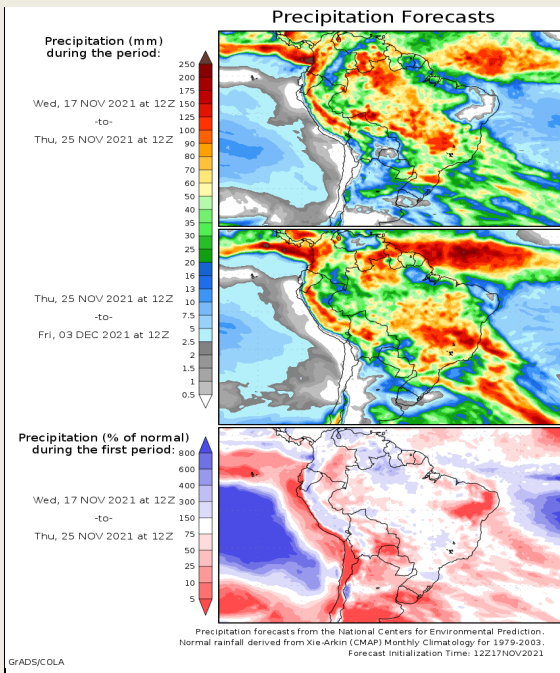 Precipitation Forecasts
Precipitation (mm)
during the period:
Wed, 17 NOV 2021 at 12Z
-to-
Thu, 25 NOV 2021 at 12Z
250
200
175
150
125
100
90
80
70
60
50
40
35
30
25
20
16
13
10
7.5
5
2.5
2
1.5
1
0.5
Thu, 25 NOV 2021 at 12Z
-to-
Fri, 03 DEC 2021 at 12Z
Precipitation (% of normal)
during the first period:
Wed, 17 NOV 2021 at 12Z
-to-
Thu, 25 NOV 2021 at 12Z
800
600
400
300
150
75
50
25
10
5
Precipitation forecasts from the National Centers for Environmental Prediction.
Normal rainfall derived from Xie-Arkin (CMAP) Monthly Climatology for 1979-2003.
Forecast Initialization Time: 12Z17NOV2021
GrADS/COLA